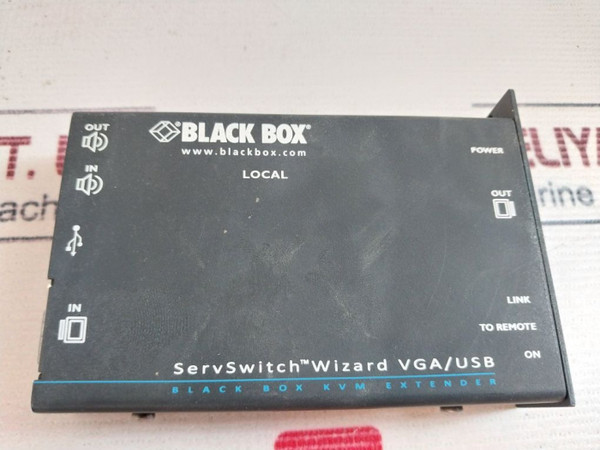 OUT
BLACK BOX®
www.blackbox.com
IN
LOCAL
POWER
OUT
IN
LINK
TO REMOTE
ON
ServSwitch™Wizard VGA/USB
BLACK BOX KVM EXTENDER